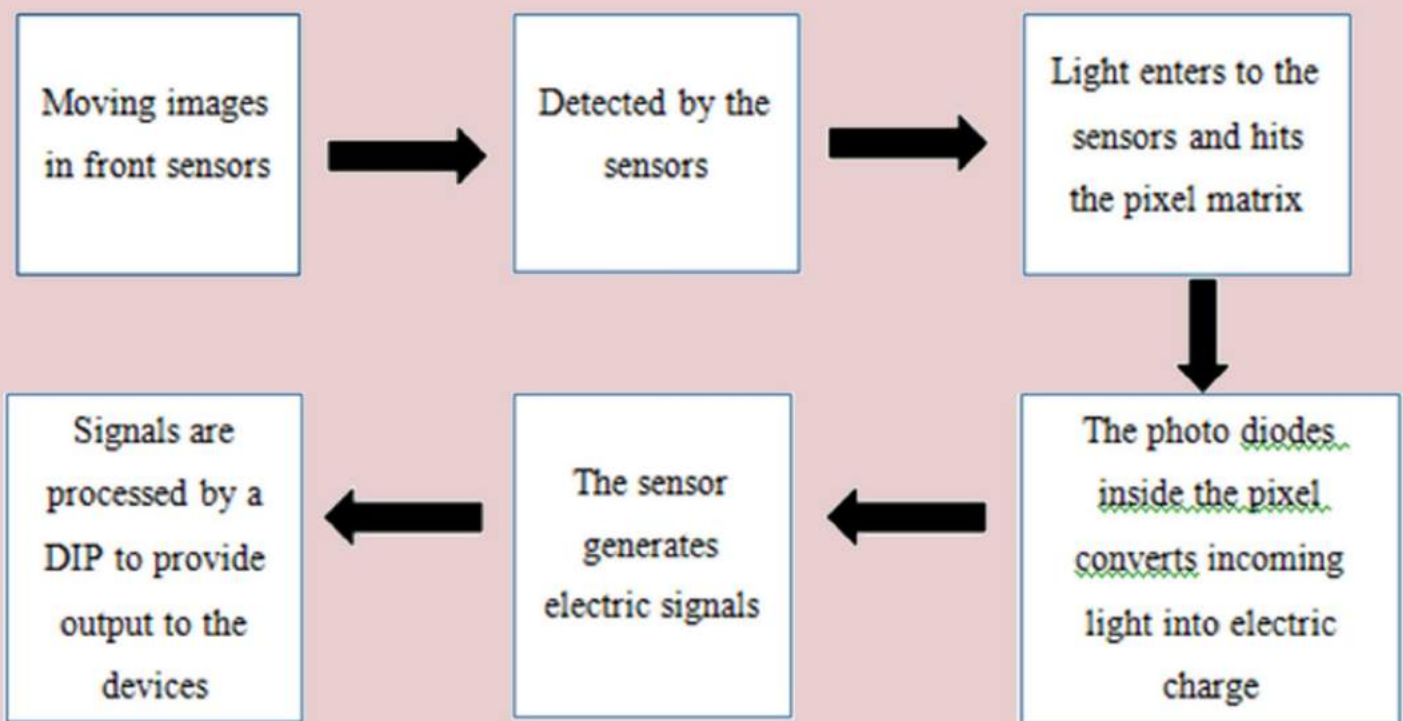 Moving images
in front sensors
Detected by the
sensors
Light enters to the
sensors and hits
the pixel matrix
The photo diodes
inside the pixel
converts incoming
light into electric
charge
The sensor
generates
electric signals
Signals are
processed by a
DIP to provide
output to the
devices